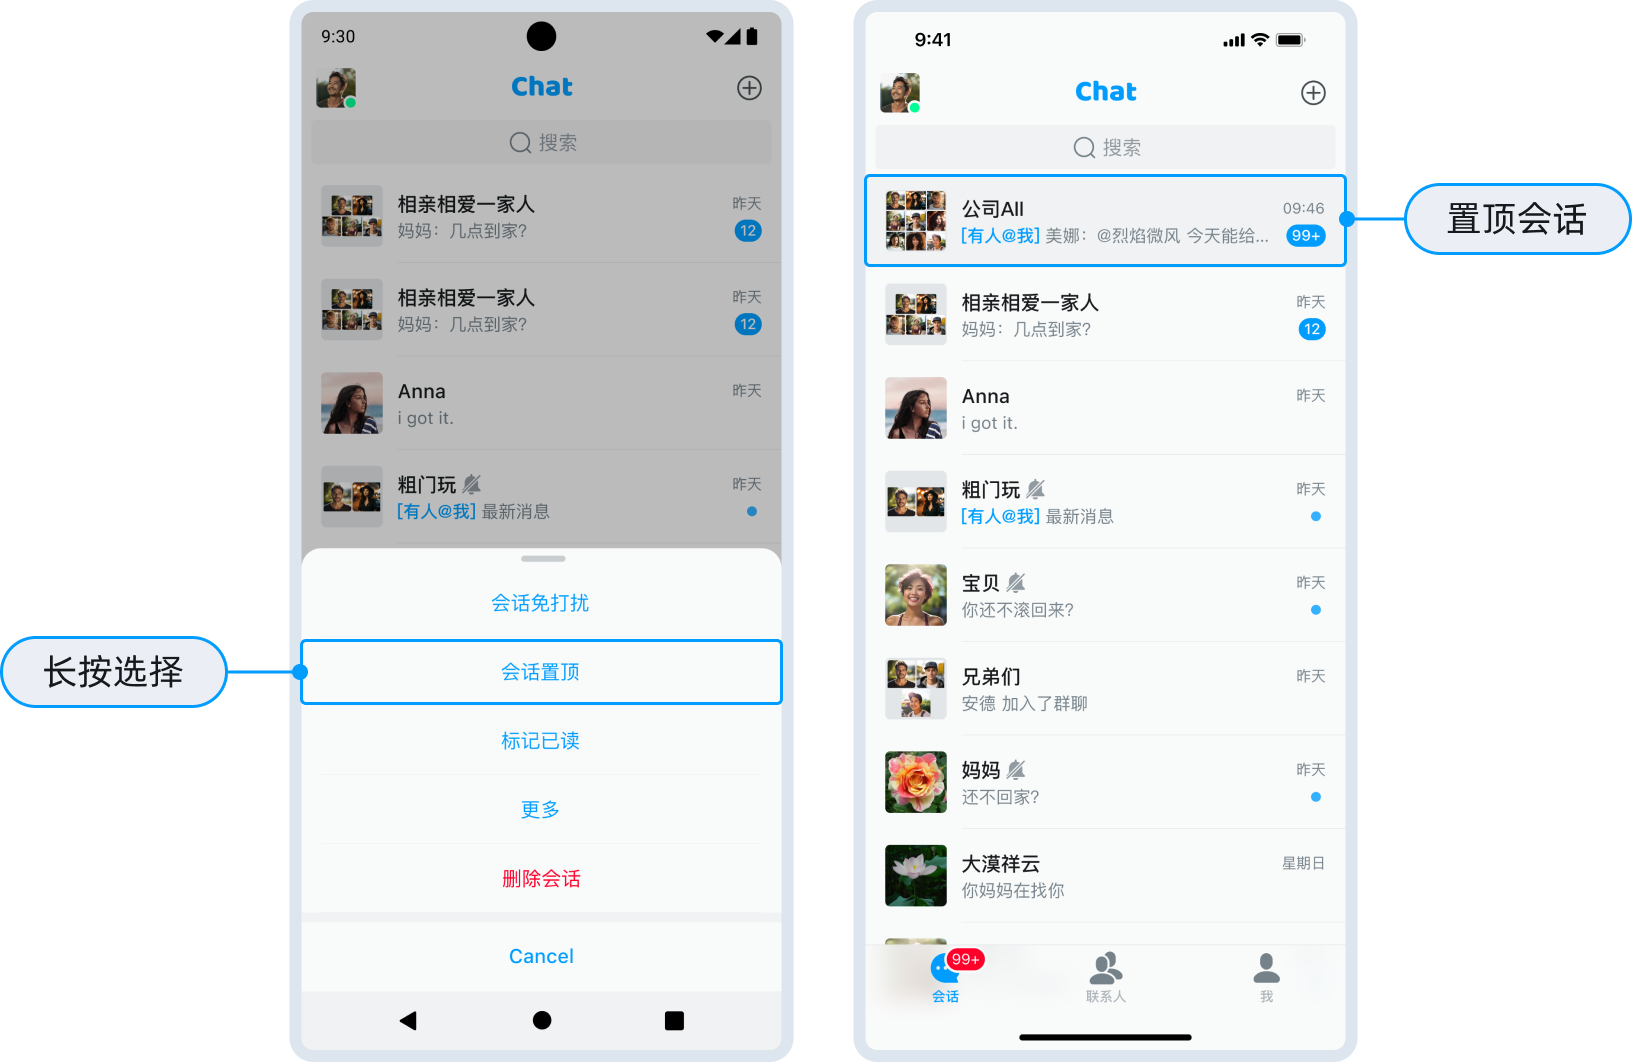 9:30
Chat
搜索
相亲相爱一家人
昨天
妈妈：几点到家?
12
相亲相爱一家人
昨天
妈妈：几点到家?
12
Anna
昨天
i got it.
粗门玩
昨天
[有人@我] 最新消息
会话免打扰
长按选择
会话置顶
标记已读
更多
删除会话
Cancel
9:41
Chat
搜索
公司All
09:46
[有人@我] 美娜：@烈焰微风 今天能给...
99+
置顶会话
相亲相爱一家人
昨天
妈妈：几点到家?
12
Anna
昨天
i got it.
粗门玩
昨天
[有人@我] 最新消息
宝贝
昨天
你还不滚回来?
兄弟们
昨天
安德 加入了群聊
妈妈
昨天
还不回家?
大漠祥云
星期日
你妈妈在找你
99+
会话
联系人
我